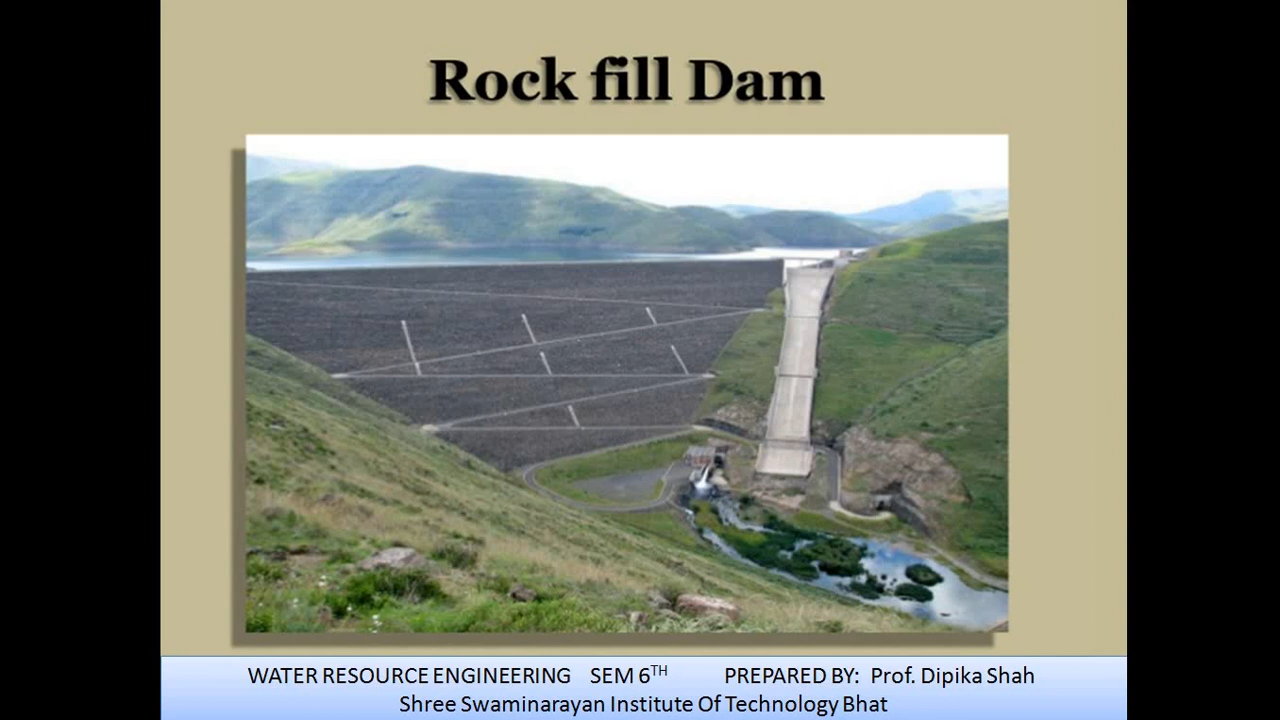 Rock fill Dam
WATER RESOURCE ENGINEERING SEM 6TH PREPARED BY: Prof. Dipika Shah
Shree Swaminarayan Institute Of Technology Bhat